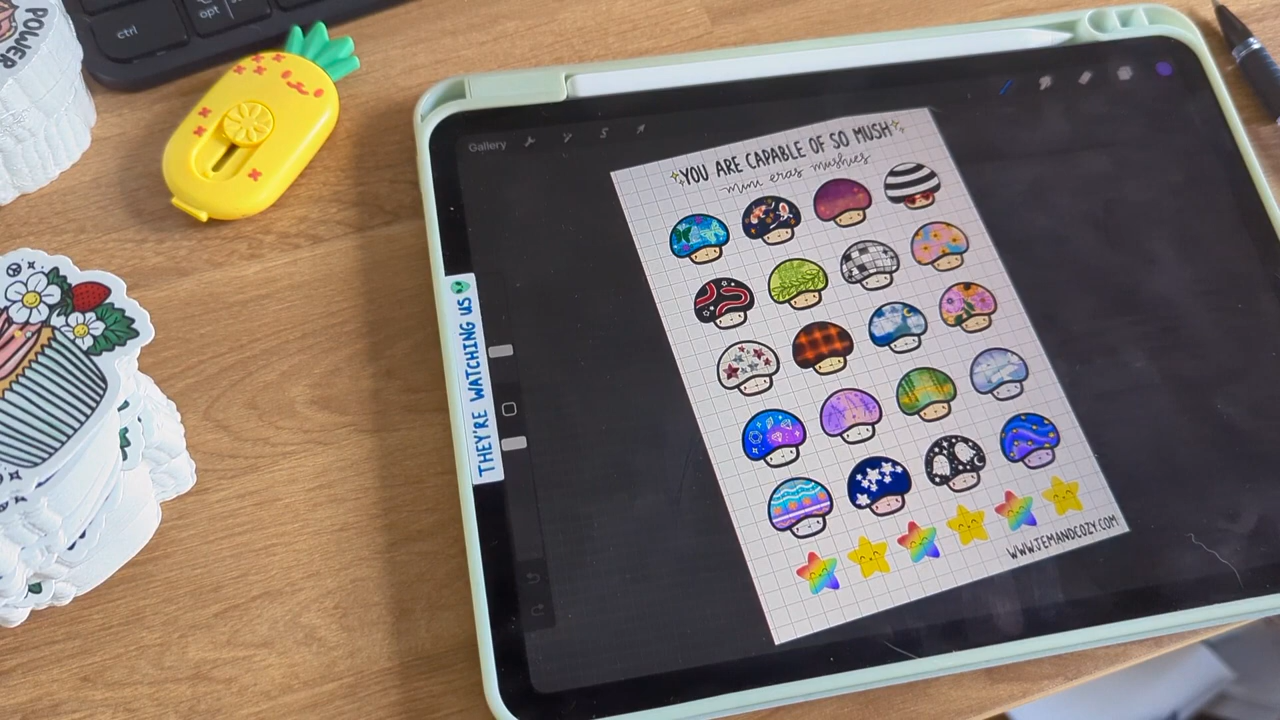 POWER
ctrl
opt
Gallery
S
YOU ARE CAPABLE OF SO MUSH
mini eras mushies
THEY'RE WATCHING US
WWW.JEMANDCOZY.COM